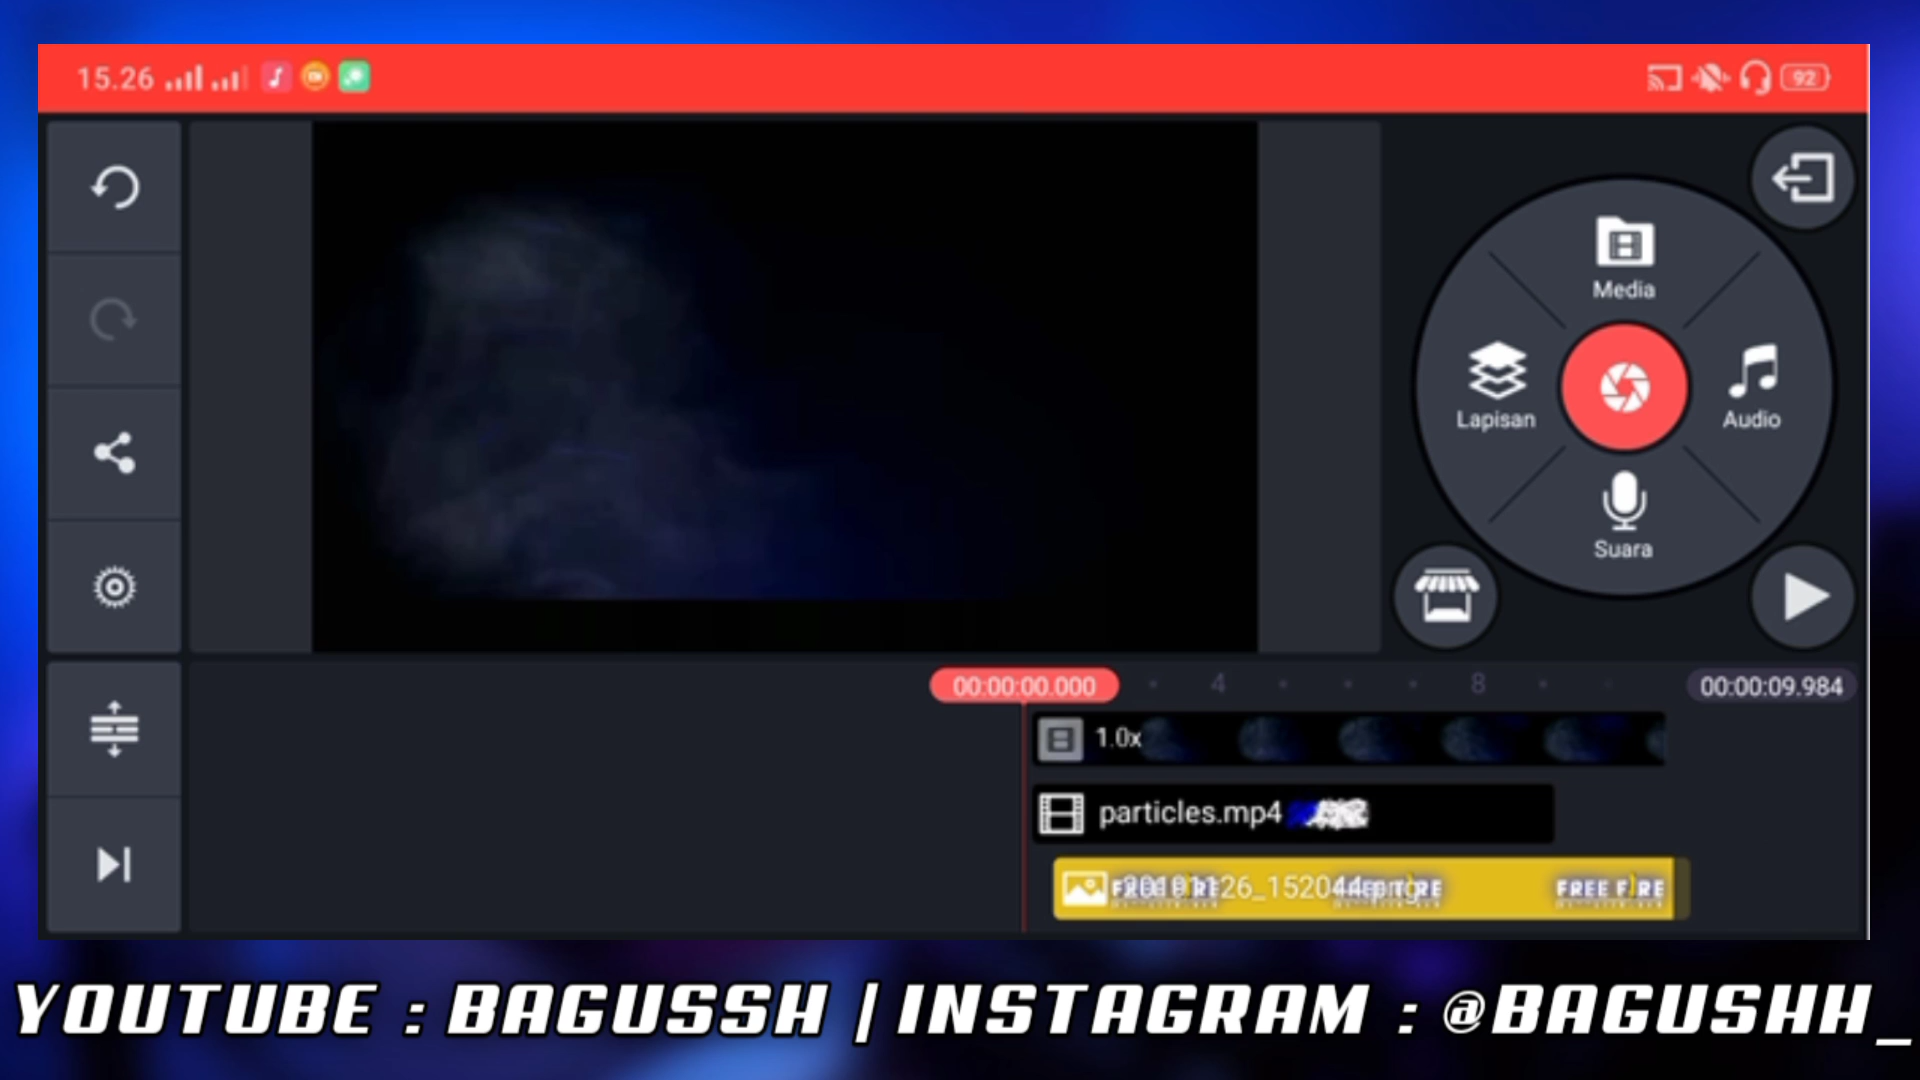 15.26
92
Media
Lapisan
Audio
Suara
00:00:00.000
4
8
00:00:09.984
1.0x
particles.mp4
FREE FIRE
YOUTUBE : BAGUSSH | INSTAGRAM : @BAGUSHH_